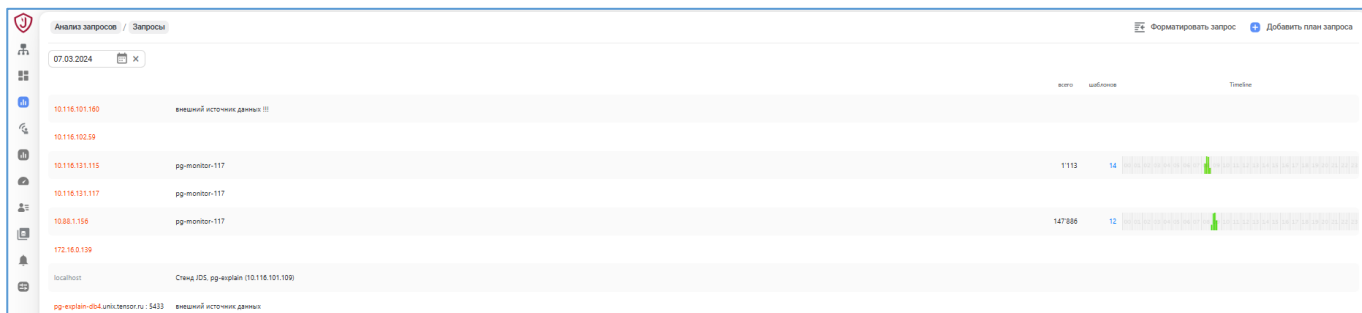 Анализ запросов / Запросы
Форматировать запрос
Добавить план запроса
07.03.2024
всего шаблонов Timeline
10.116.101.160 внешний источник данных !!!
10.116.102.59
10.116.131.115 pg-monitor-117 1'113 14
10.116.131.117 pg-monitor-117
10.88.1.156 pg-monitor-117 147'886 12
172.16.0.139
localhost Стенд JDS, pg-explain (10.116.101.109)
pg-explain-db4.unix.tensor.ru : 5433 внешний источник данных